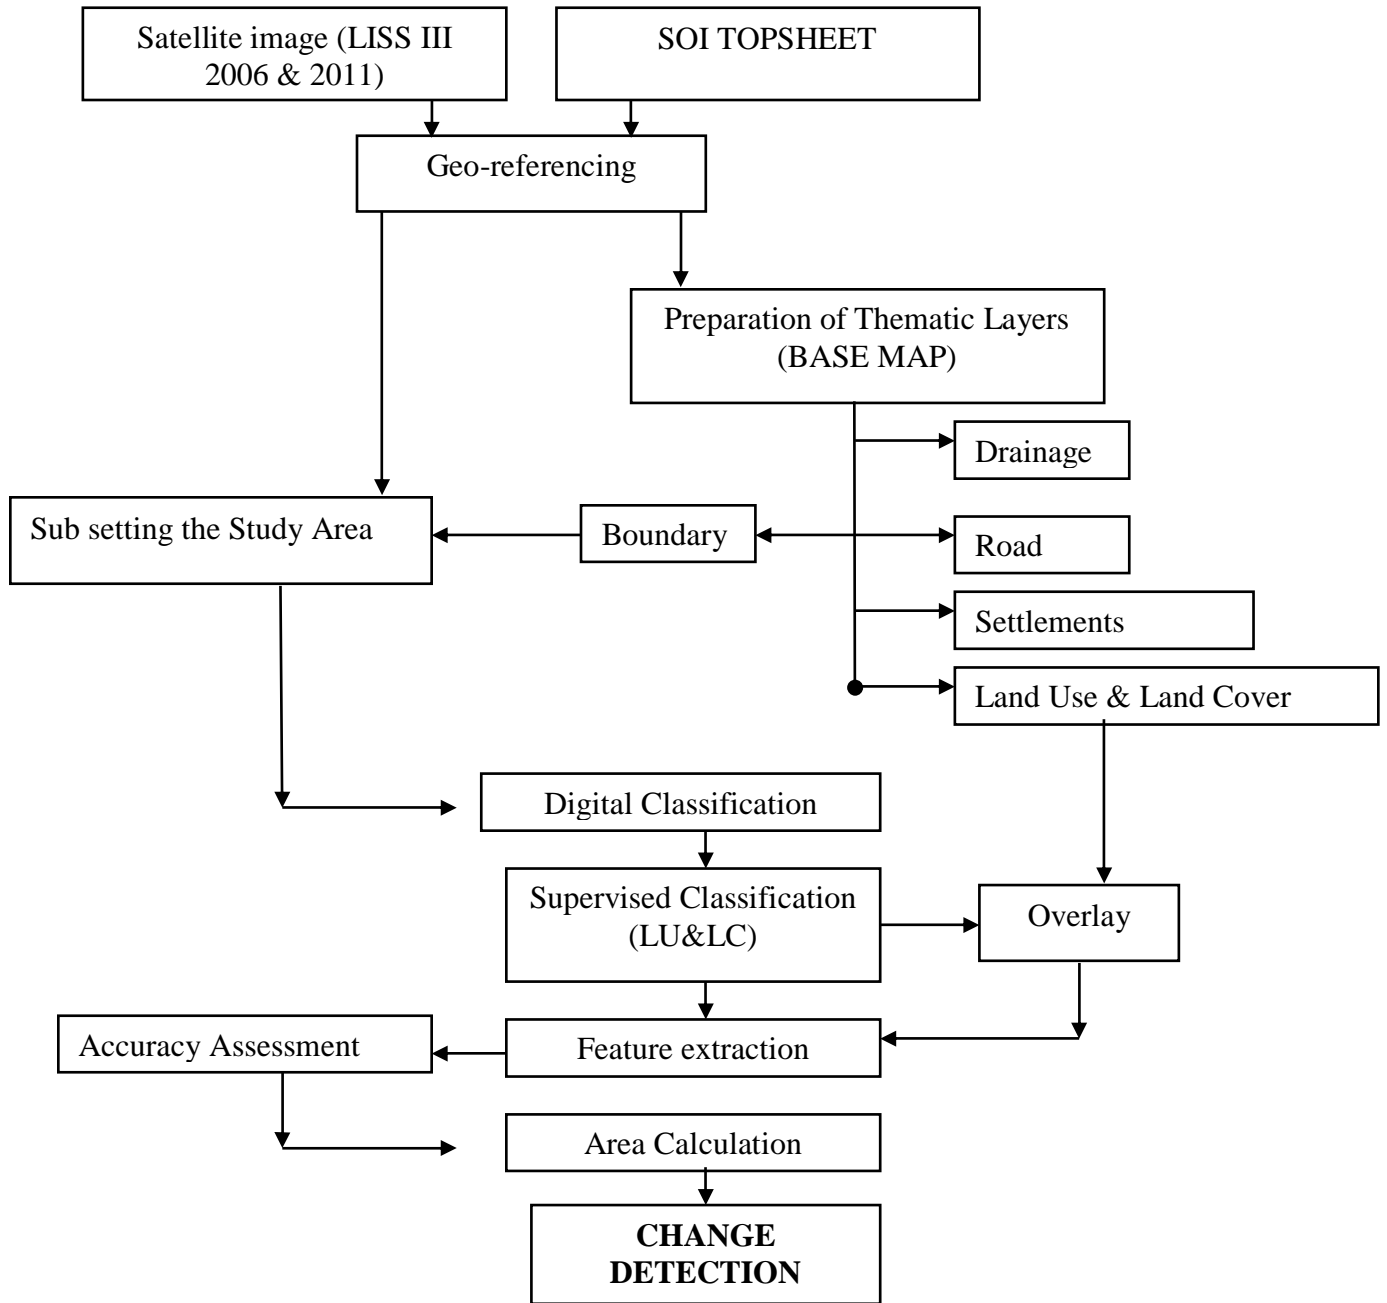 Satellite image (LISS III
2006 & 2011)
SOI TOPSHEET
Geo-referencing
Preparation of Thematic Layers
(BASE MAP)
Drainage
Sub setting the Study Area
Boundary
Road
Settlements
Land Use & Land Cover
Digital Classification
Supervised Classification
(LU&LC)
Overlay
Accuracy Assessment
Feature extraction
Area Calculation
CHANGE
DETECTION